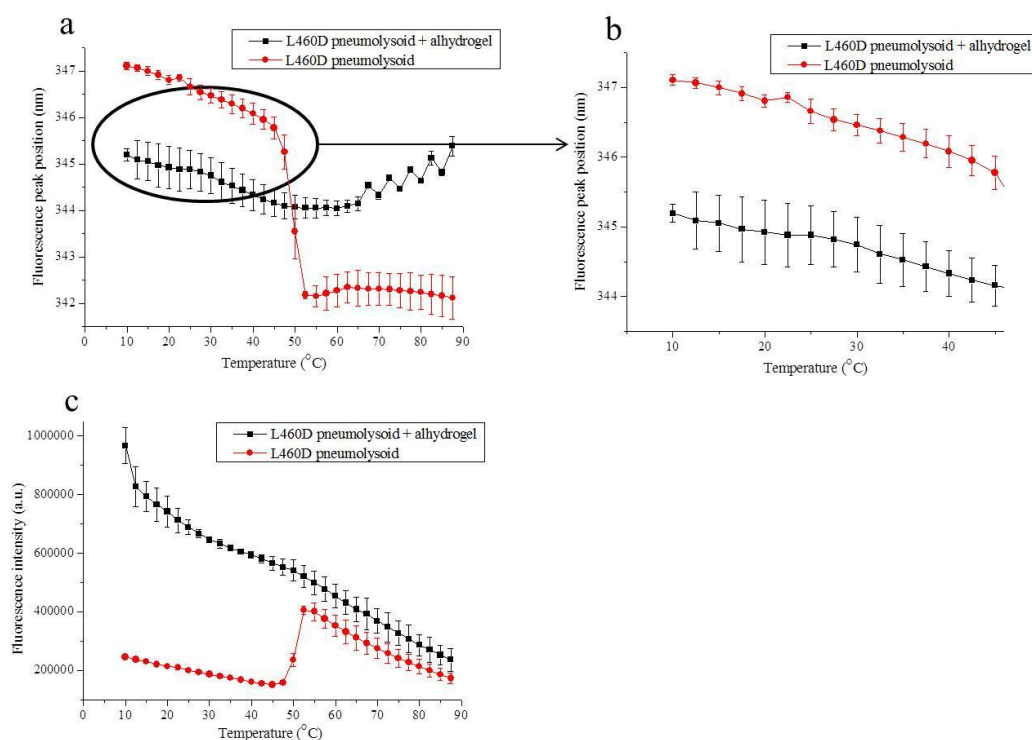 a
L460D pneumolysoid + alhydrogel
L460D pneumolysoid
Fluorescence peak position (nm)
347
346
345
344
343
342
0 10 20 30 40 50 60 70 80 90
Temperature (°C)
b
L460D pneumolysoid + alhydrogel
L460D pneumolysoid
Fluorescence peak position (nm)
347
346
345
344
10 20 30 40
Temperature (°C)
c
L460D pneumolysoid + alhydrogel
L460D pneumolysoid
Fluorescence intensity (a.u.)
1000000
800000
600000
400000
200000
0 10 20 30 40 50 60 70 80 90
Temperature (°C)